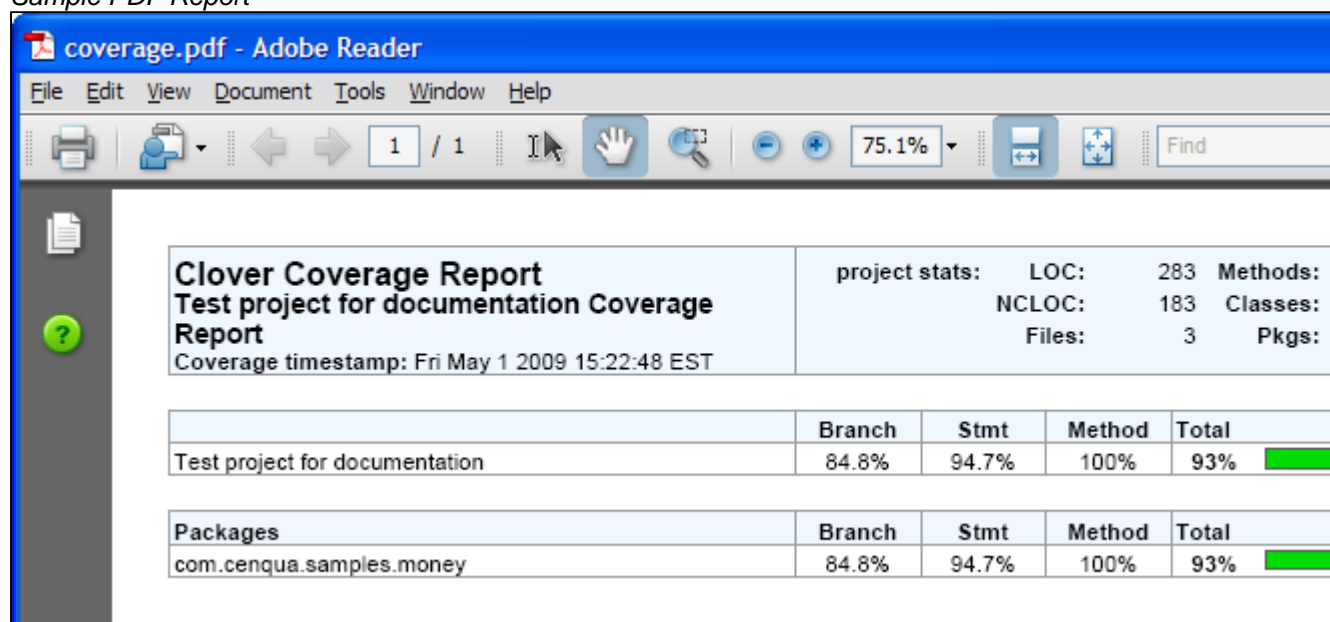 Sample PDF Report
coverage.pdf - Adobe Reader
File Edit View Document Tools Window Help
1 / 1 75.1% Find
Clover Coverage Report
Test project for documentation Coverage
Report
Coverage timestamp: Fri May 1 2009 15:22:48 EST
project stats: LOC: 283 Methods:
NCLOC: 183 Classes:
Files: 3 Pkgs:
Branch Stmt Method Total
Test project for documentation 84.8% 94.7% 100% 93%
Packages Branch Stmt Method Total
com.cenqua.samples.money 84.8% 94.7% 100% 93%